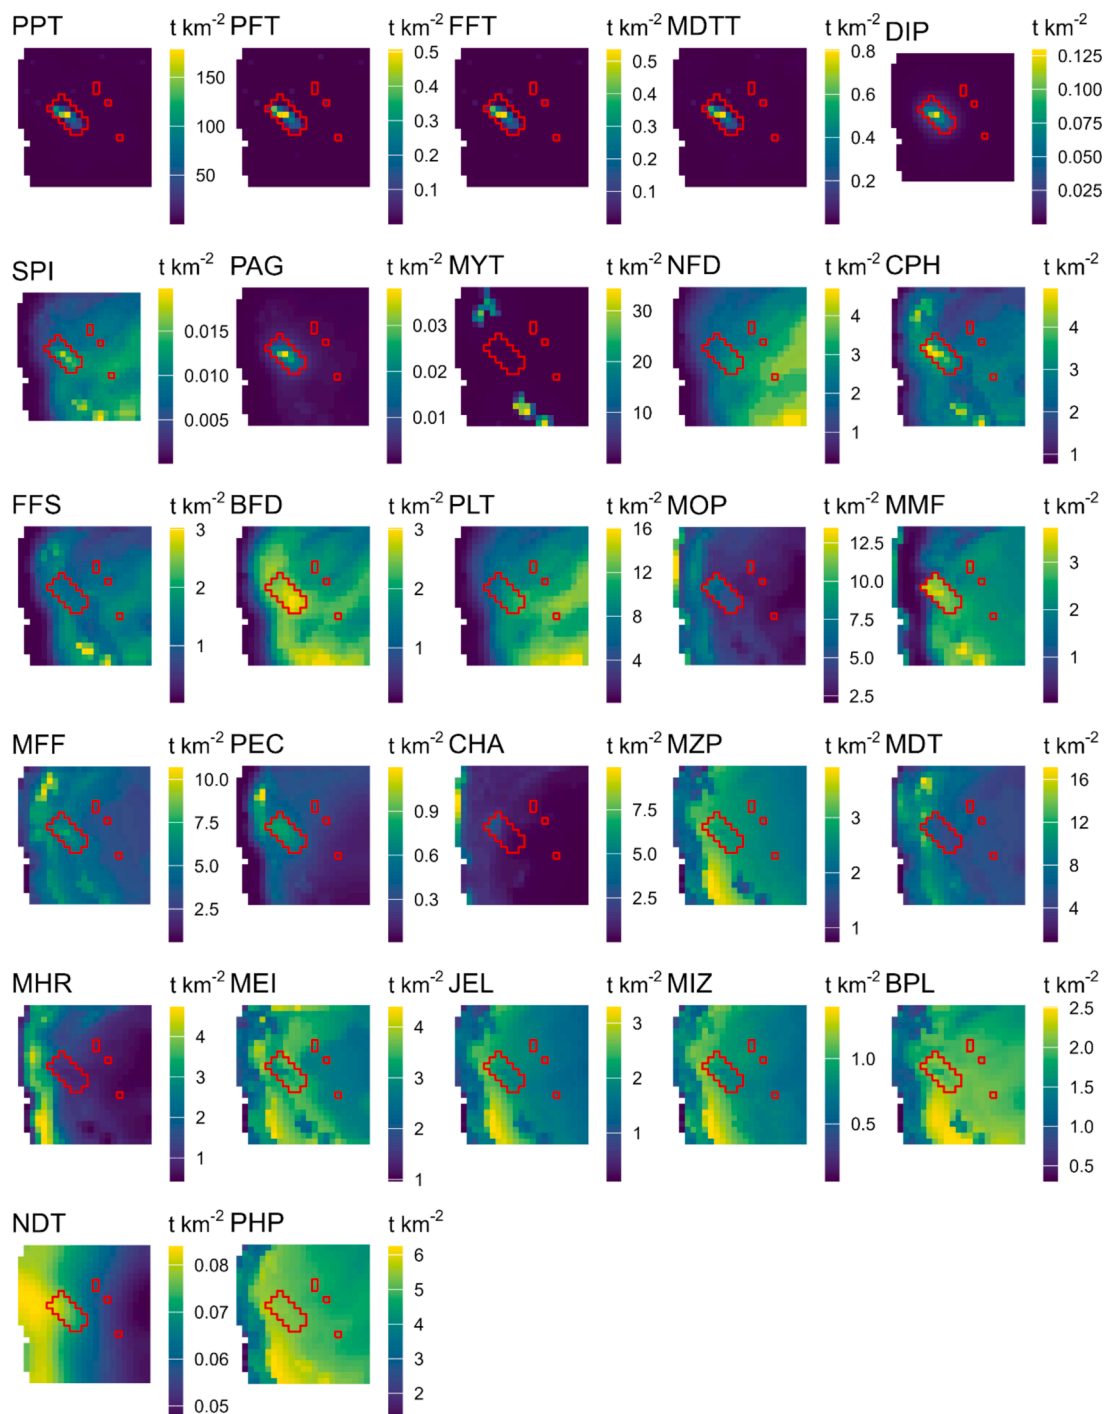 PPT
t km⁻²
150
100
50
PFT
t km⁻²
0.5
0.4
0.3
0.2
0.1
FFT
t km⁻²
0.5
0.4
0.3
0.2
0.1
MDTT
t km⁻²
0.8
0.6
0.4
0.2
DIP
t km⁻²
0.125
0.100
0.075
0.050
0.025
SPI
t km⁻²
0.015
0.010
0.005
PAG
t km⁻²
0.03
0.02
0.01
MYT
t km⁻²
30
20
10
NFD
t km⁻²
4
3
2
1
CPH
t km⁻²
4
3
2
1
FFS
t km⁻²
3
2
1
BFD
t km⁻²
3
2
1
PLT
t km⁻²
16
12
8
4
MOP
t km⁻²
12.5
10.0
7.5
5.0
2.5
MMF
t km⁻²
3
2
1
MFF
t km⁻²
10.0
7.5
5.0
2.5
PEC
t km⁻²
0.9
0.6
0.3
CHA
t km⁻²
7.5
5.0
2.5
MZP
t km⁻²
3
2
1
MDT
t km⁻²
16
12
8
4
MHR
t km⁻²
4
3
2
1
MEI
t km⁻²
4
3
2
1
JEL
t km⁻²
3
2
1
MIZ
t km⁻²
1.0
0.5
BPL
t km⁻²
2.5
2.0
1.5
1.0
0.5
NDT
t km⁻²
0.08
0.07
0.06
0.05
PHP
t km⁻²
6
5
4
3
2